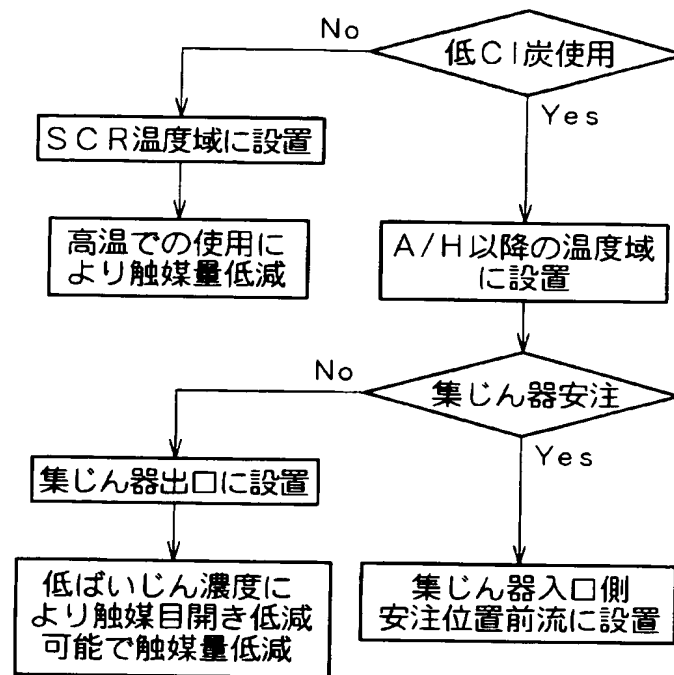 低Cl炭使用
No
Yes
SCR温度域に設置
高温での使用に
より触媒量低減
A/H以降の温度域
に設置
集じん器安注
No
Yes
集じん器出口に設置
低ばいじん濃度に
より触媒目開き低減
可能で触媒量低減
集じん器入口側
安注位置前流に設置